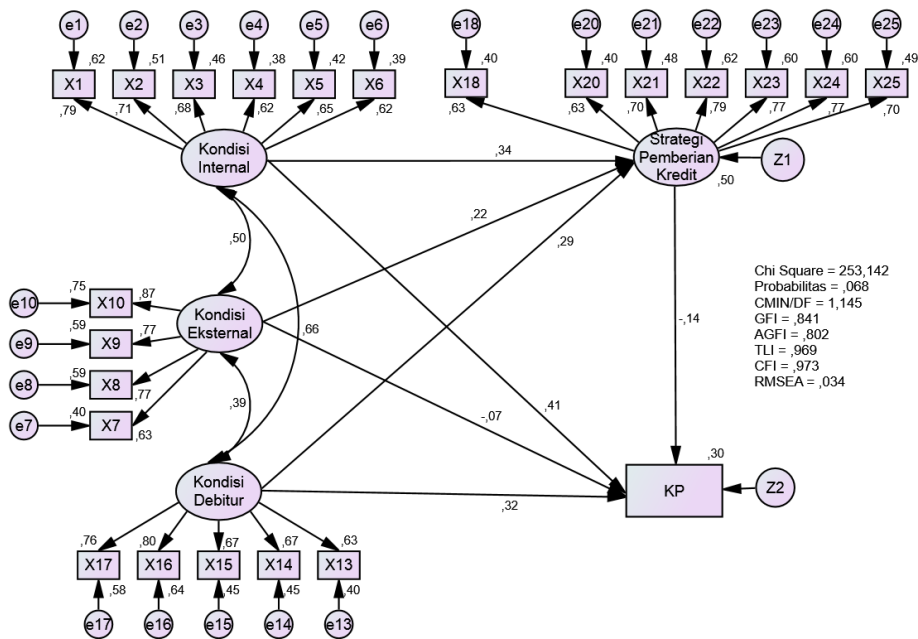 e1 e2 e3 e4 e5 e6 e18 e20 e21 e22 e23 e24 e25
,62 ,51 ,46 ,38 ,42 ,39 ,40 ,40 ,48 ,62 ,60 ,60 ,49
X1 X2 X3 X4 X5 X6 X18 X20 X21 X22 X23 X24 X25
,79 ,71 ,68 ,62 ,65 ,62 ,63 ,63 ,70 ,79 ,77 ,77 ,70
Kondisi
Internal
Strategi
Pemberian
Kredit
Z1
,50
,34
,22
,29
,50
,66
e10 ,75 X10 ,87
e9 ,59 X9 ,77
e8 ,59 X8 ,77
e7 ,40 X7 ,63
Kondisi
Eksternal
,39
-,07
,41
-,14
Chi Square = 253,142
Probabilitas = ,068
CMIN/DF = 1,145
GFI = ,841
AGFI = ,802
TLI = ,969
CFI = ,973
RMSEA = ,034
Kondisi
Debitur
,32
,30
KP
Z2
,76 ,80 ,67 ,67 ,63
X17 X16 X15 X14 X13
,58 ,64 ,45 ,45 ,40
e17 e16 e15 e14 e13